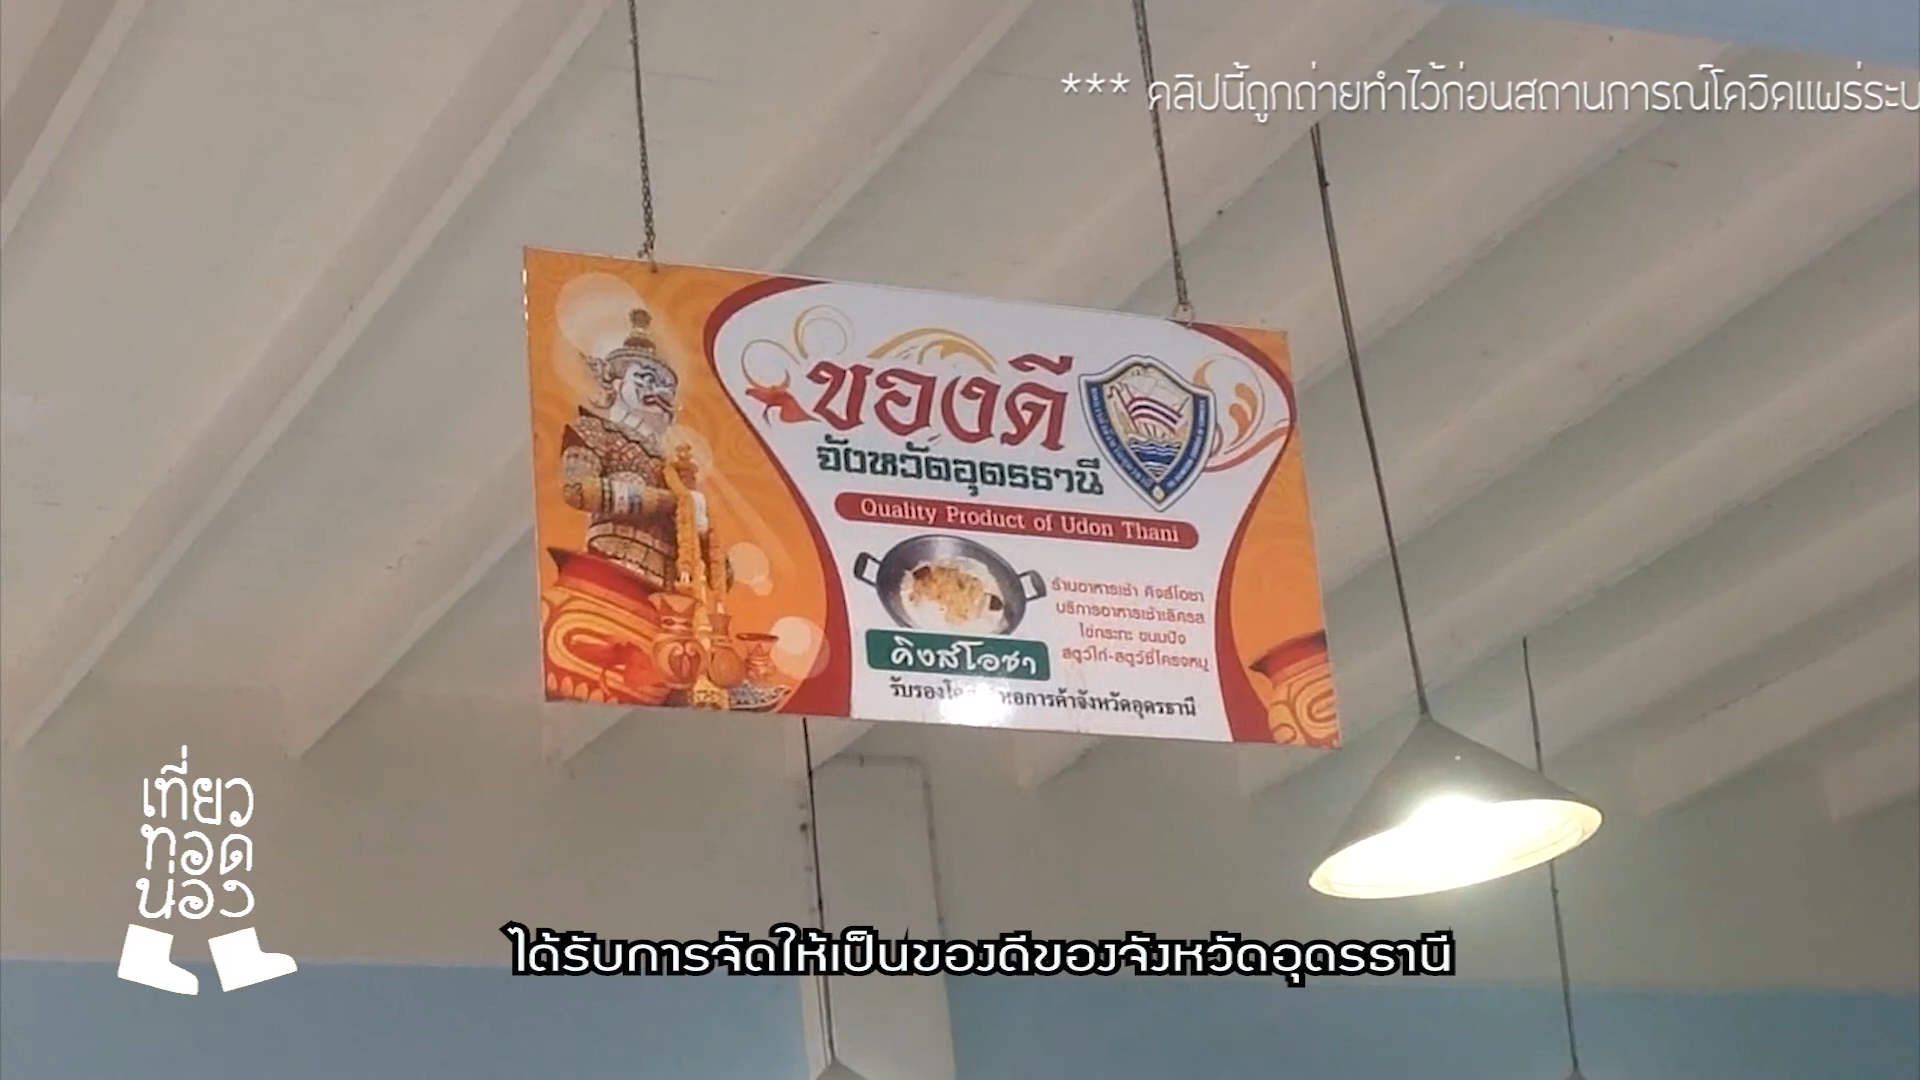 *** คลิปนี้ถูกถ่ายทำไว้ก่อนสถานการณ์โควิดแพร่ระบ
ของดี
จังหวัดอุดรธานี
Quality Product of Udon Thani
ร้านอาหารเช้า คิงส์โอชา
บริการอาหารเช้าเลิศรส
ไข่กระทะ ขนมปัง
สตูว์ไก่-สตูว์ซี่โครงหมู
คิงส์โอชา
หอการค้าจังหวัดอุดรธานี
เที่ยว
ทอด
น่อง
ได้รับการจัดให้เป็นของดีของจังหวัดอุดรธานี